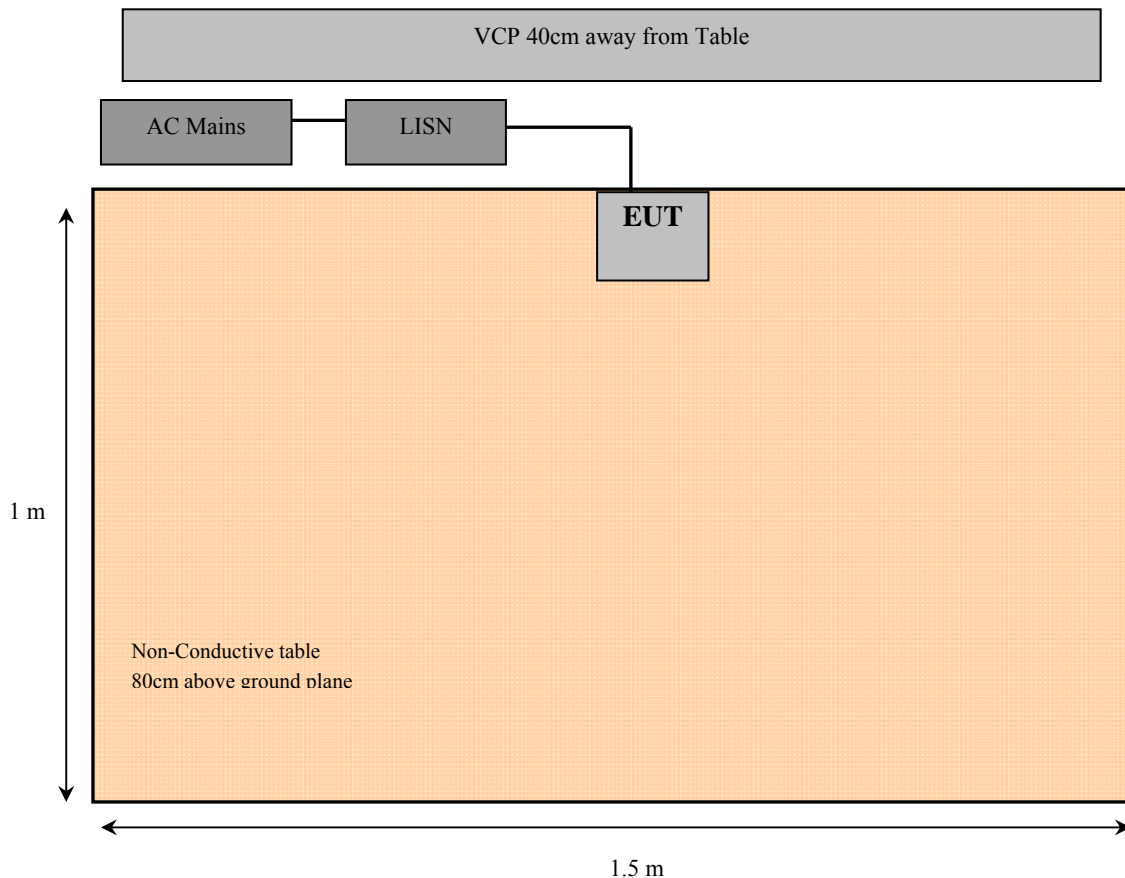 VCP 40cm away from Table
AC Mains
LISN
EUT
1 m
Non-Conductive table
80cm above ground plane
1.5 m